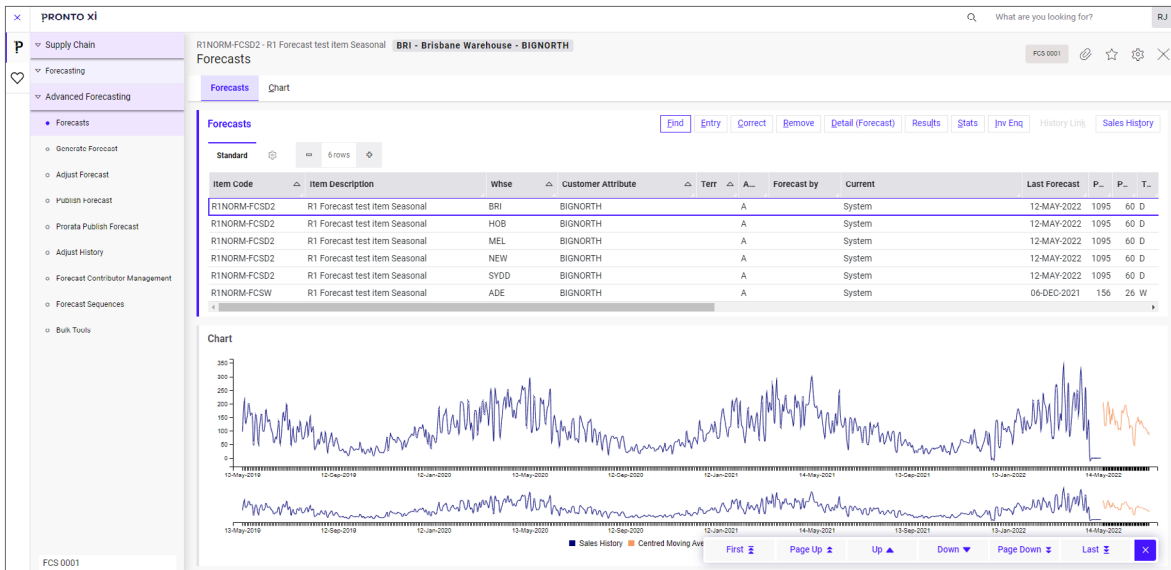 × PRONTO XI
What are you looking for?
RJ
Supply Chain
Forecasting
Advanced Forecasting
Forecasts
Generate Forecast
Adjust Forecast
Publish Forecast
Prorata Publish Forecast
Adjust History
Forecast Contributor Management
Forecast Sequences
Bulk Tools
FCS 0001
R1NORM-FCSD2 - R1 Forecast test item Seasonal BRI - Brisbane Warehouse - BIGNORTH
Forecasts
FCS 0001
Forecasts Chart
Forecasts
Find Entry Correct Remove Detail (Forecast) Results Stats Inv Enq History Link Sales History
Standard 6 rows
Item Code Item Description Whse Customer Attribute Terr A... Forecast by Current Last Forecast P... P... T...
R1NORM-FCSD2 R1 Forecast test item Seasonal BRI BIGNORTH A System 12-MAY-2022 1095 60 D
R1NORM-FCSD2 R1 Forecast test item Seasonal HOB BIGNORTH A System 12-MAY-2022 1095 60 D
R1NORM-FCSD2 R1 Forecast test item Seasonal MEL BIGNORTH A System 12-MAY-2022 1095 60 D
R1NORM-FCSD2 R1 Forecast test item Seasonal NEW BIGNORTH A System 12-MAY-2022 1095 60 D
R1NORM-FCSD2 R1 Forecast test item Seasonal SYDD BIGNORTH A System 12-MAY-2022 1095 60 D
R1NORM-FCSW R1 Forecast test item Seasonal ADE BIGNORTH A System 06-DEC-2021 156 26 W
Chart
350
300
250
200
150
100
50
0
13-May-2019 12-Sep-2019 12-Jan-2020 13-May-2020 12-Sep-2020 12-Jan-2021 14-May-2021 13-Sep-2021 13-Jan-2022 14-May-2022
13-May-2019 12-Sep-2019 12-Jan-2020 13-May-2020 12-Sep-2020 12-Jan-2021 14-May-2021 13-Sep-2021 13-Jan-2022 14-May-2022
Sales History Centred Moving Ave
First Page Up Up Down Page Down Last ×